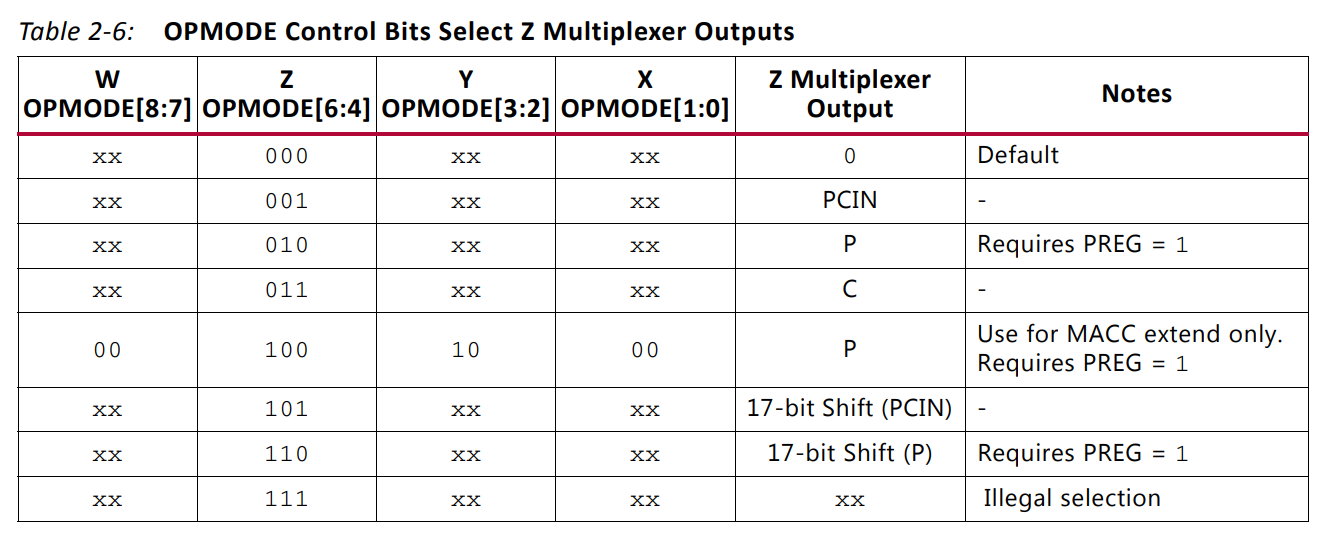 Table 2-6: OPMODE Control Bits Select Z Multiplexer Outputs
W OPMODE[8:7] Z OPMODE[6:4] Y OPMODE[3:2] X OPMODE[1:0] Z Multiplexer Output Notes
xx 000 xx xx 0 Default
xx 001 xx xx PCIN -
xx 010 xx xx P Requires PREG = 1
xx 011 xx xx C -
00 100 10 00 P Use for MACC extend only. Requires PREG = 1
xx 101 xx xx 17-bit Shift (PCIN) -
xx 110 xx xx 17-bit Shift (P) Requires PREG = 1
xx 111 xx xx xx Illegal selection